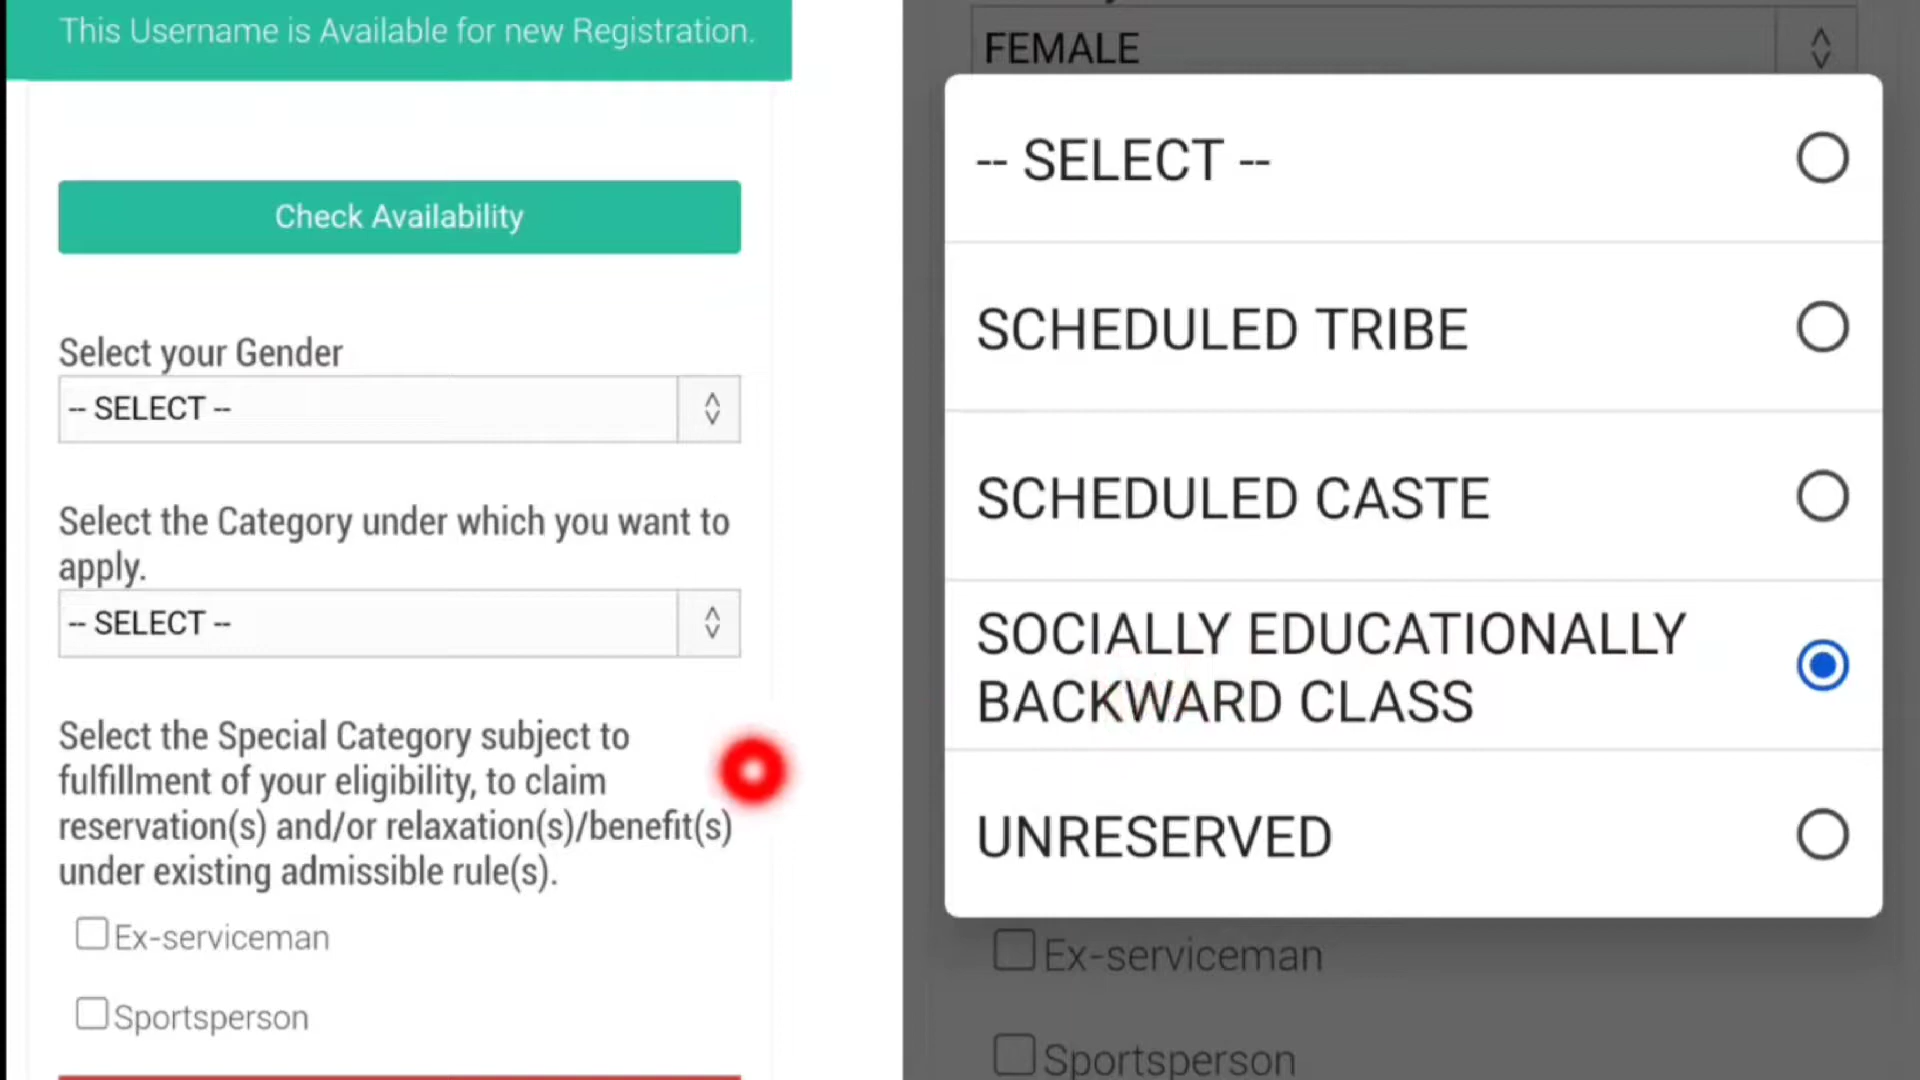 This Username is Available for new Registration.
Check Availability
Select your Gender
-- SELECT --
Select the Category under which you want to
apply.
-- SELECT --
Select the Special Category subject to
fulfillment of your eligibility, to claim
reservation(s) and/or relaxation(s)/benefit(s)
under existing admissible rule(s).
Ex-serviceman
Sportsperson
FEMALE
-- SELECT --
SCHEDULED TRIBE
SCHEDULED CASTE
SOCIALLY EDUCATIONALLY
BACKWARD CLASS
UNRESERVED
Ex-serviceman
Sportsperson